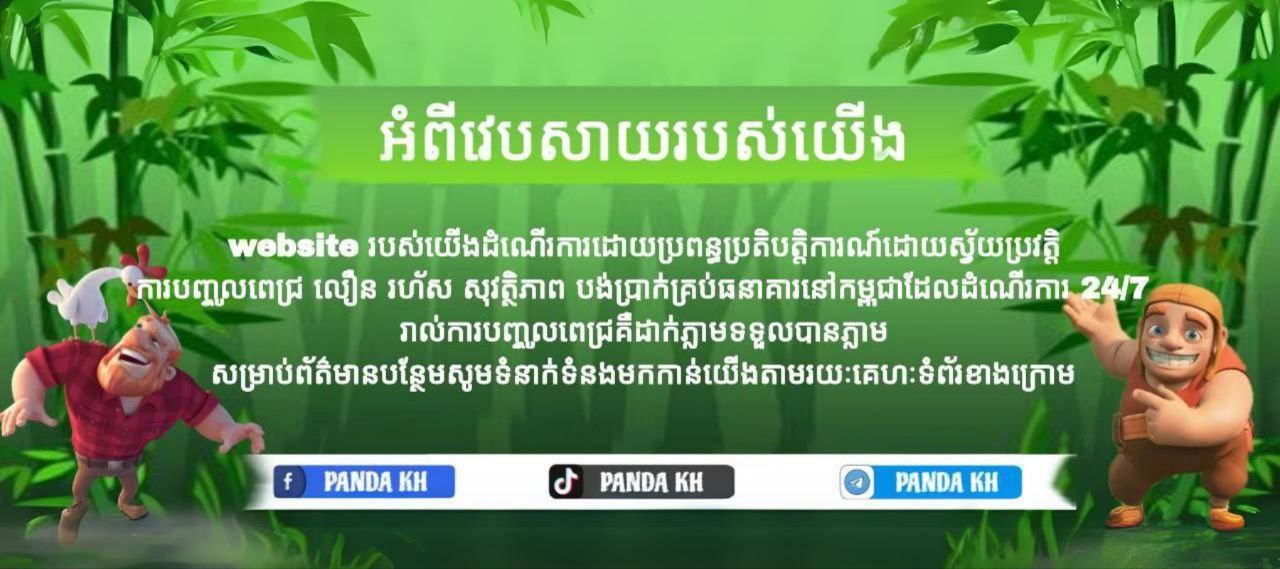 អំពីវេបសាយរបស់យើង
website របស់យើងដំណើរការដោយប្រពន្ធប្រតិបត្តិការណ៍ដោយស្វ័យប្រវត្តិ
ការបញ្ចូលពេជ្រ លឿន រហ័ស សុវត្ថិភាព បង់ប្រាក់គ្រប់ធនាគារនៅកម្ពុជាដែលដំណើរការ 24/7
រាល់ការបញ្ចូលពេជ្រគឺដាក់ភ្លាមទទួលបានភ្លាម
សម្រាប់ព័ត៌មានបន្ថែមសូមទំនាក់ទំនងមកកាន់យើងតាមរយៈគេហៈទំព័រខាងក្រោម
PANDA KH PANDA KH PANDA KH